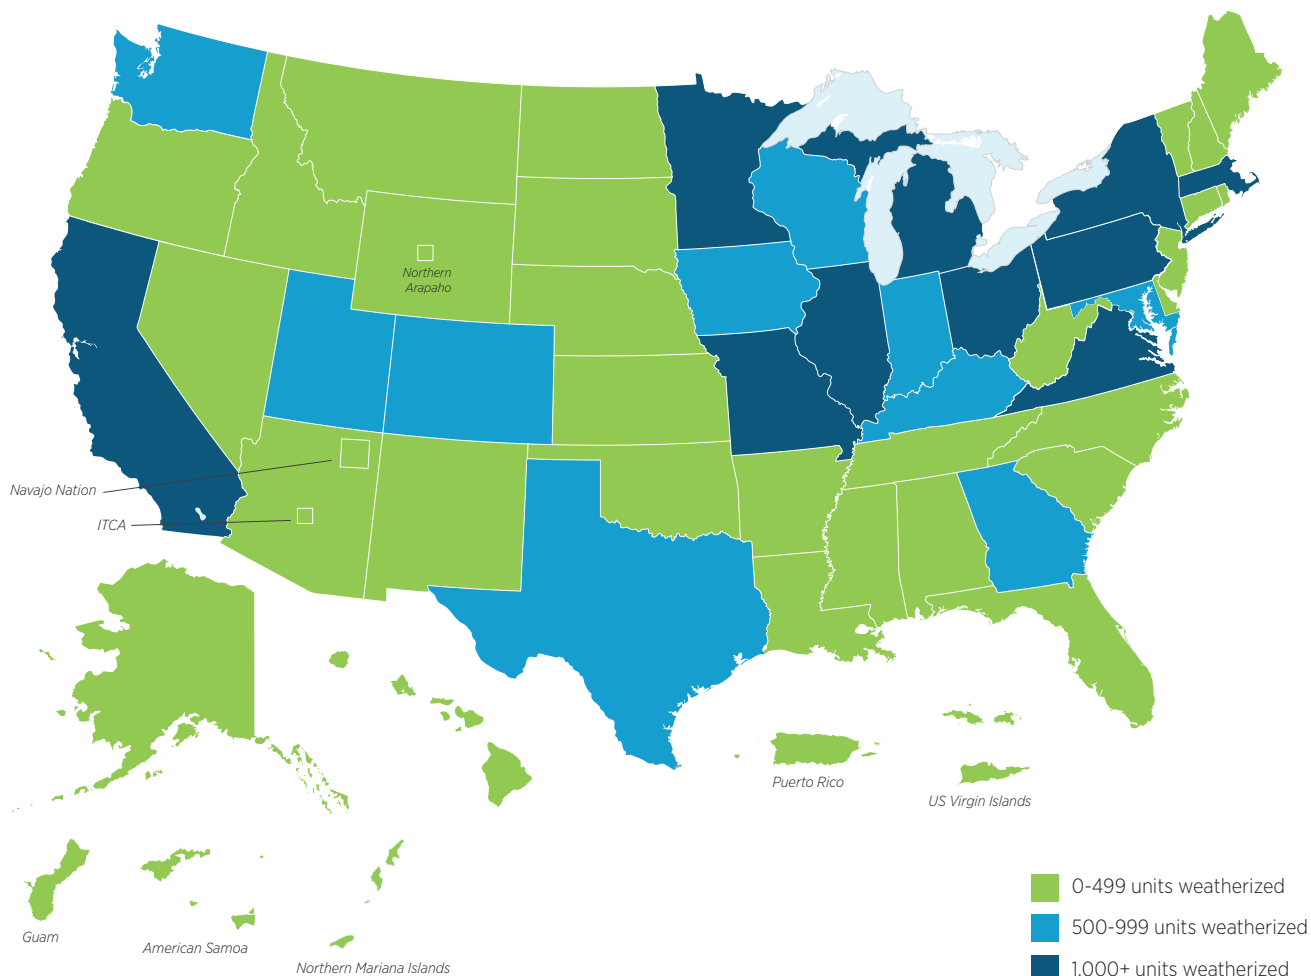 Northern
Arapaho
Navajo Nation
ITCA
Puerto Rico
US Virgin Islands
Guam
American Samoa
Northern Mariana Islands
0-499 units weatherized
500-999 units weatherized
1,000+ units weatherized